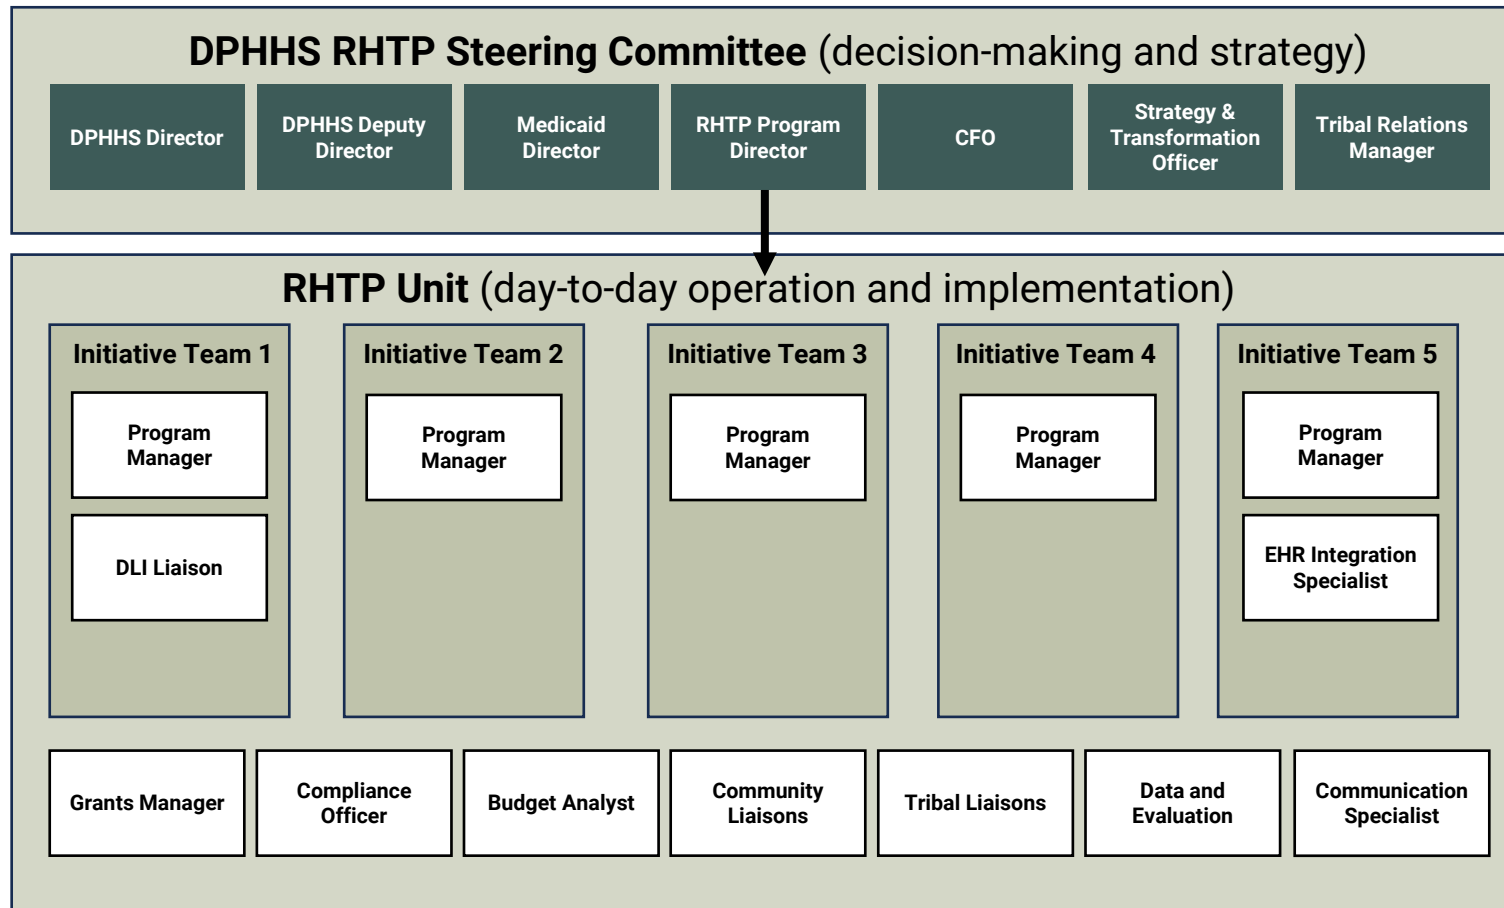 DPHHS RHTP Steering Committee (decision-making and strategy)
DPHHS Director
DPHHS Deputy
Director
Medicaid
Director
RHTP Program
Director
CFO
Strategy &
Transformation
Officer
Tribal Relations
Manager
RHTP Unit (day-to-day operation and implementation)
Initiative Team 1
Program
Manager
DLI Liaison
Initiative Team 2
Program
Manager
Initiative Team 3
Program
Manager
Initiative Team 4
Program
Manager
Initiative Team 5
Program
Manager
EHR Integration
Specialist
Grants Manager
Compliance
Officer
Budget Analyst
Community
Liaisons
Tribal Liaisons
Data and
Evaluation
Communication
Specialist